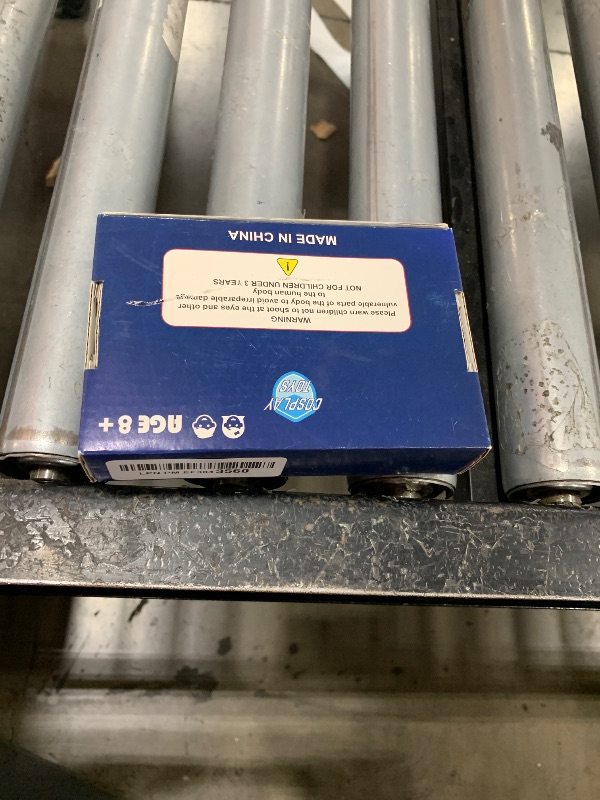 COSPLAY
TOYS
AGE 8 +
WARNING
Please warn children not to shoot at the eyes and other
vulnerable parts of the body to avoid irreparable damage
to the human body
!
NOT FOR CHILDREN UNDER 3 YEARS
MADE IN CHINA
3560